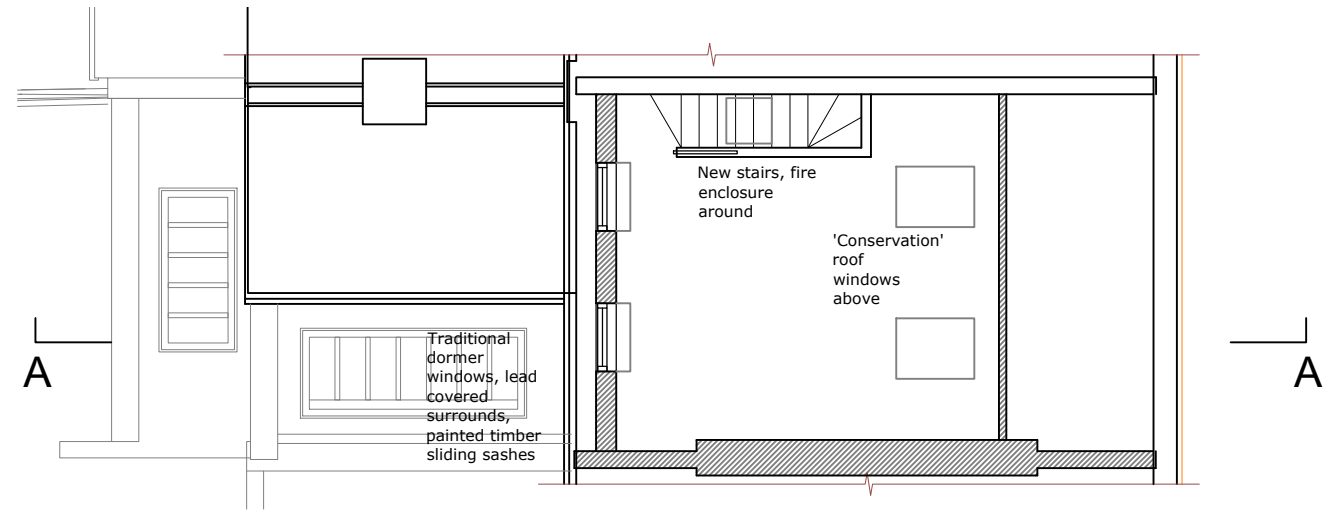 New stairs, fire
enclosure
around
'Conservation'
roof
windows
above
Traditional
dormer
windows, lead
covered
surrounds,
painted timber
sliding sashes
A
A